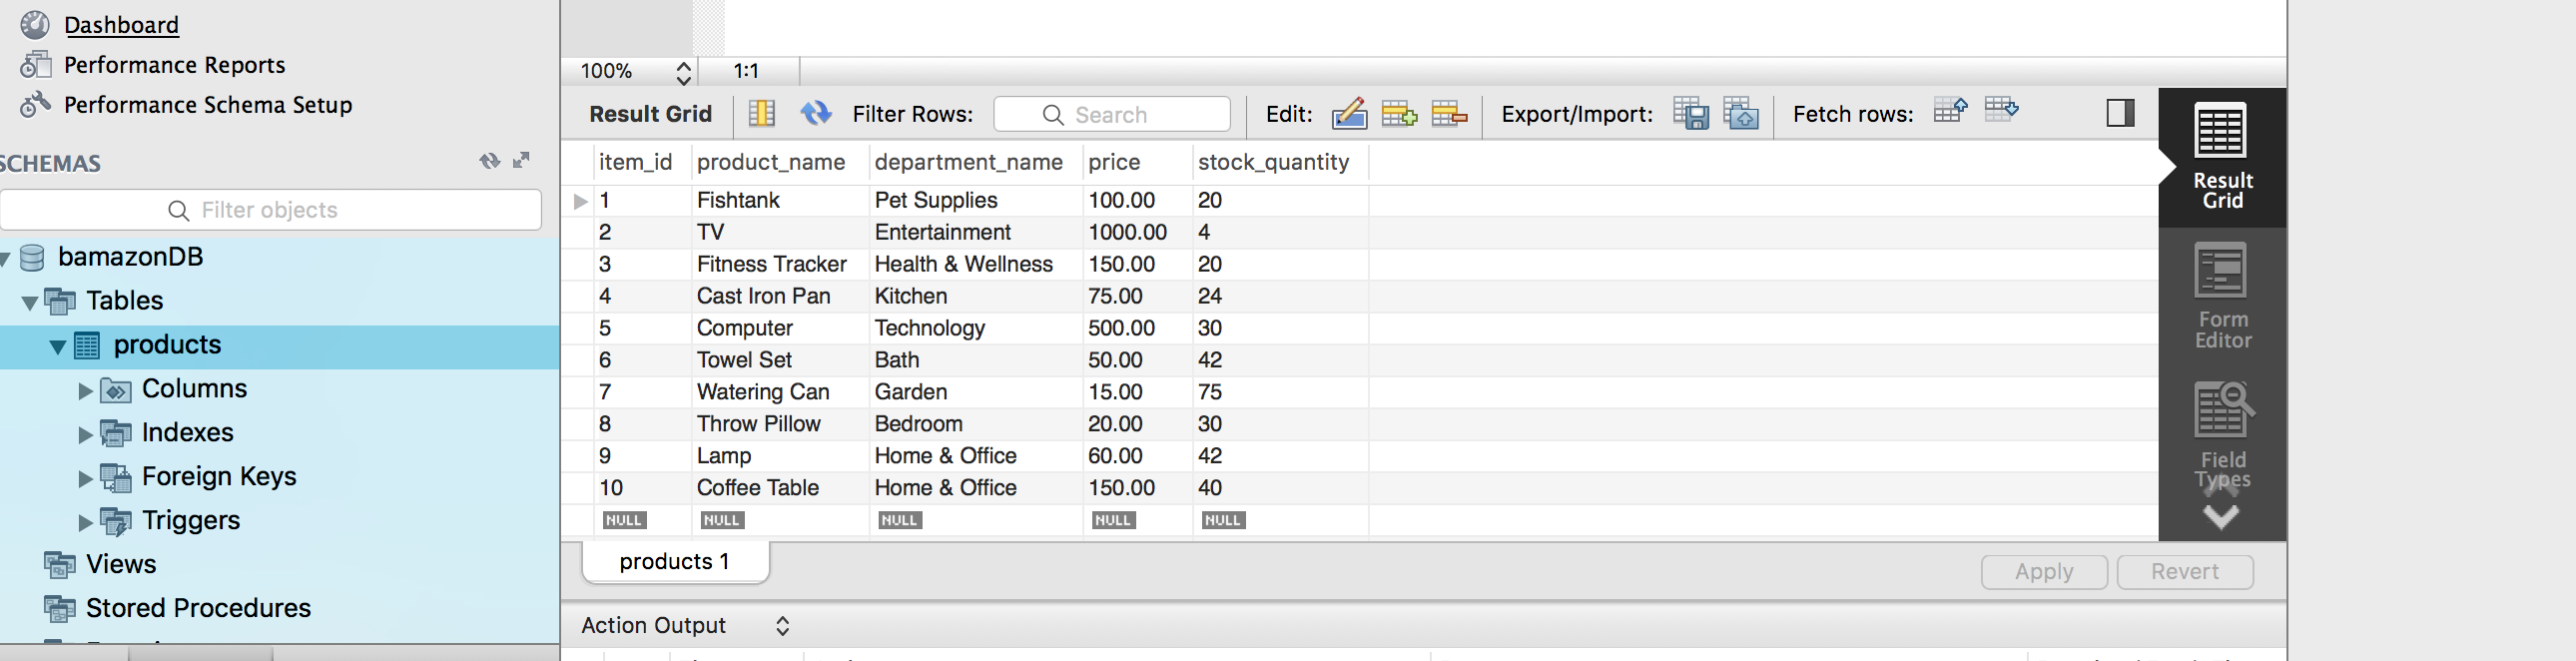 Dashboard
Performance Reports
Performance Schema Setup
SCHEMAS
Filter objects
bamazonDB
Tables
products
Columns
Indexes
Foreign Keys
Triggers
Views
Stored Procedures
100% 1:1
Result Grid Filter Rows: Search Edit: Export/Import: Fetch rows:
item_id product_name department_name price stock_quantity
1 Fishtank Pet Supplies 100.00 20
2 TV Entertainment 1000.00 4
3 Fitness Tracker Health & Wellness 150.00 20
4 Cast Iron Pan Kitchen 75.00 24
5 Computer Technology 500.00 30
6 Towel Set Bath 50.00 42
7 Watering Can Garden 15.00 75
8 Throw Pillow Bedroom 20.00 30
9 Lamp Home & Office 60.00 42
10 Coffee Table Home & Office 150.00 40
NULL NULL NULL NULL NULL
products 1
Apply Revert
Action Output
Result
Grid
Form
Editor
Field
Types